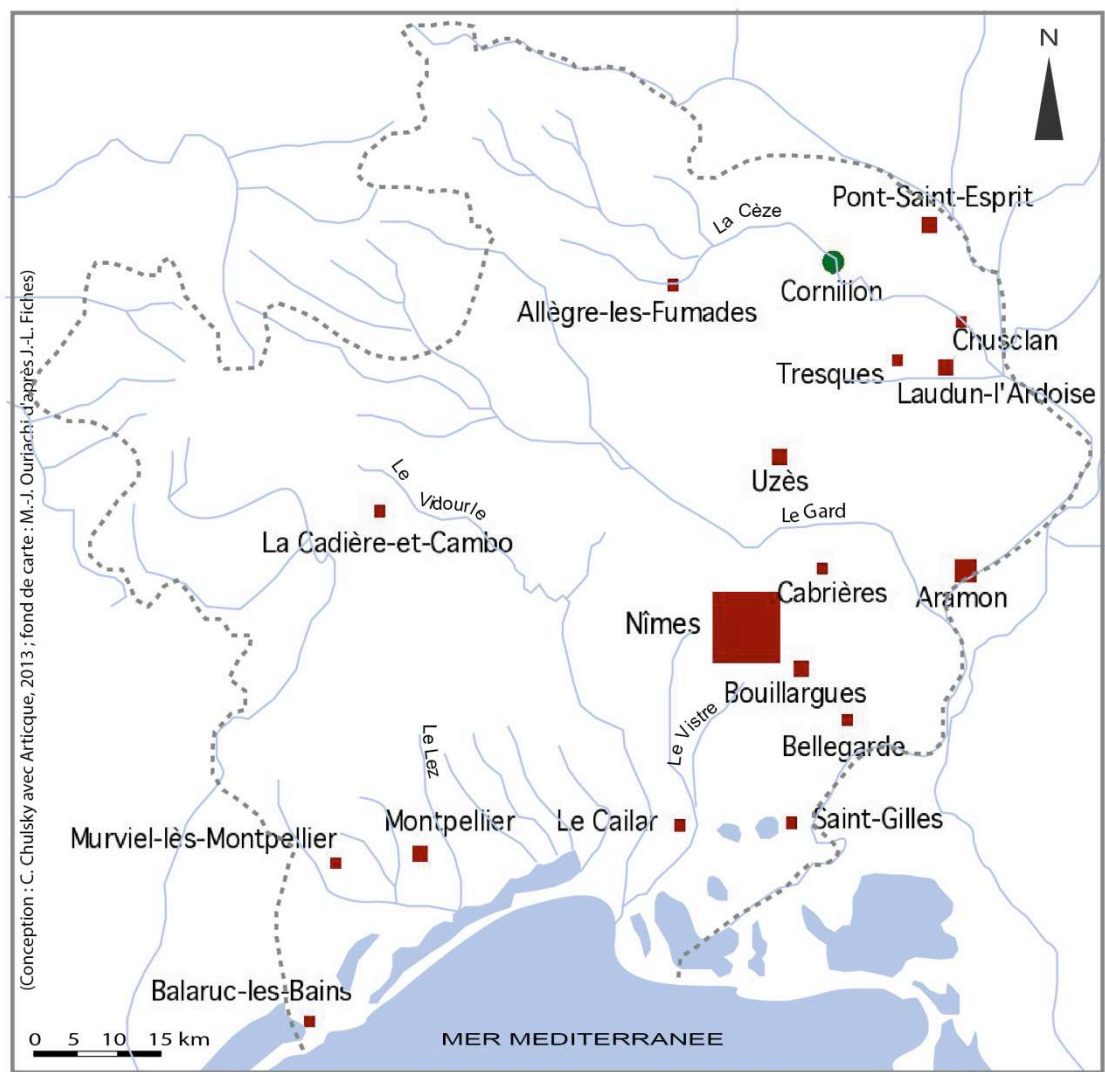 N
Pont-Saint-Esprit
La Cèze
Cornillon
Allègre-les-Fumades
Chusclan
Tresques
Laudun-l'Ardoise
Uzès
Le Vidourle
Le Gard
La Cadière-et-Cambo
Cabrières
Aramon
Nîmes
Bouillargues
Le Vistre
Bellegarde
Le Lez
Murviel-lès-Montpellier
Montpellier
Le Cailar
Saint-Gilles
Balaruc-les-Bains
0 5 10 15 km
MER MEDITERRANEE
(Conception : C. Chulsky avec Articque, 2013 ; fond de carte : M.-J. Ouriachi d'après J.-L. Fiches)